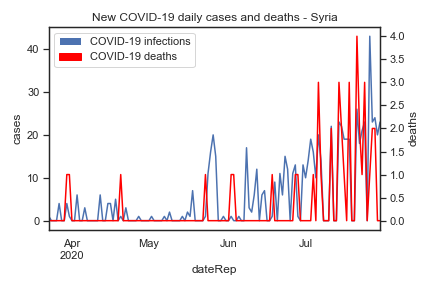 New COVID-19 daily cases and deaths - Syria
COVID-19 infections
COVID-19 deaths
40
30
20
10
0
cases
4.0
3.5
3.0
2.5
2.0
1.5
1.0
0.5
0.0
deaths
Apr
2020
May
Jun
Jul
dateRep